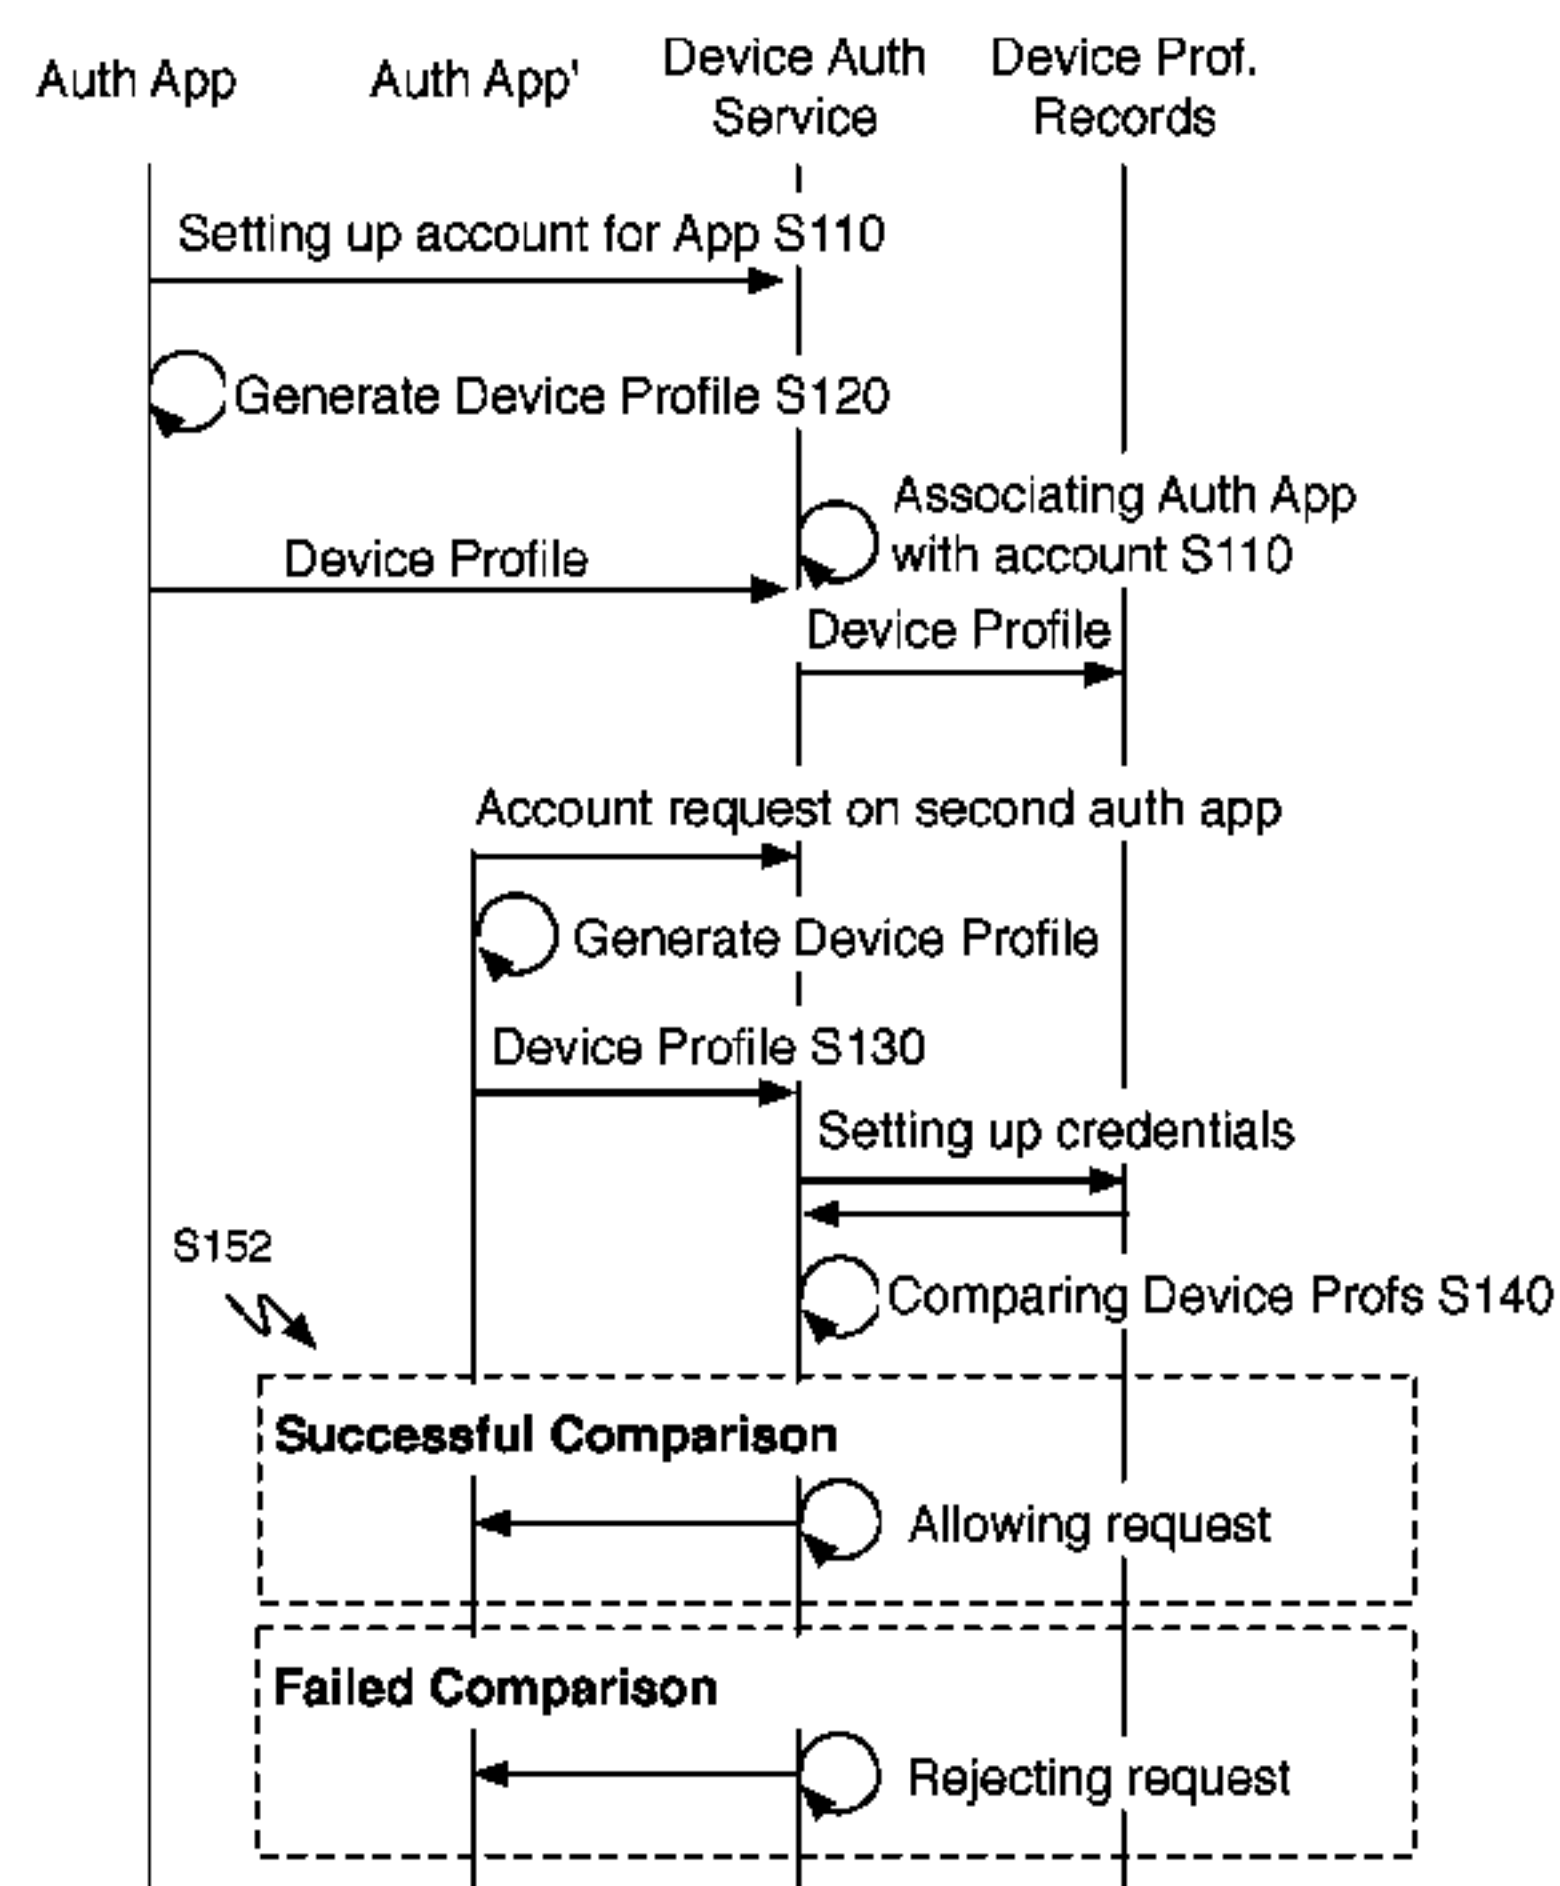 Auth App
Auth App'
Device Auth
Service
Device Prof.
Records
Setting up account for App S110
Generate Device Profile S120
Associating Auth App
with account S110
Device Profile
Device Profile
Account request on second auth app
Generate Device Profile
Device Profile S130
Setting up credentials
S152
Comparing Device Profs S140
Successful Comparison
Allowing request
Failed Comparison
Rejecting request